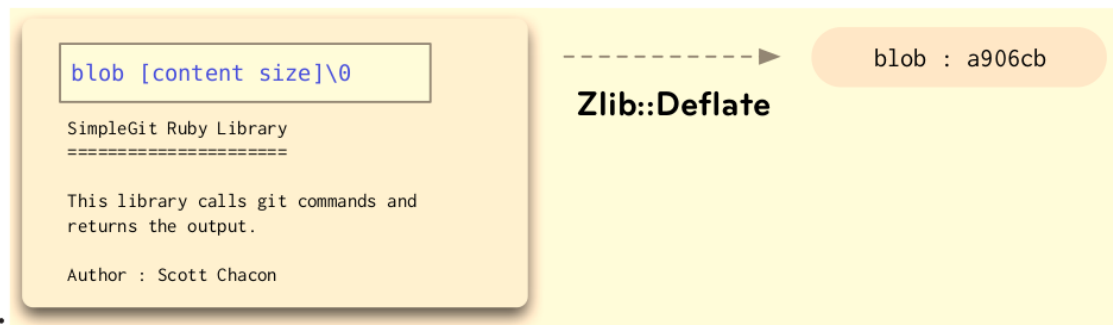 blob [content size]\0
SimpleGit Ruby Library
======================
This library calls git commands and
returns the output.
Author : Scott Chacon
Zlib::Deflate
blob : a906cb